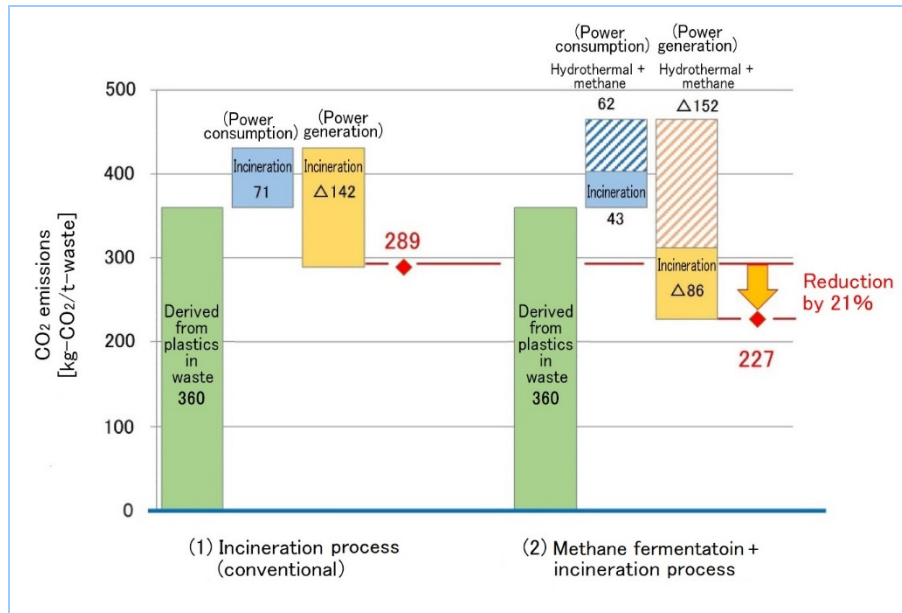 CO2 emissions
[kg-CO2/t-waste]
500
400
300
200
100
0
(Power
consumption)
Incineration
71
(Power
generation)
Incineration
△142
289
Derived
from
plastics
in
waste
360
(Power
consumption)
Hydrothermal +
methane
62
Incineration
43
(Power
generation)
Hydrothermal +
methane
△152
Incineration
△86
Derived
from
plastics
in
waste
360
Reduction
by 21%
227
(1) Incineration process
(conventional)
(2) Methane fermentatoin +
incineration process